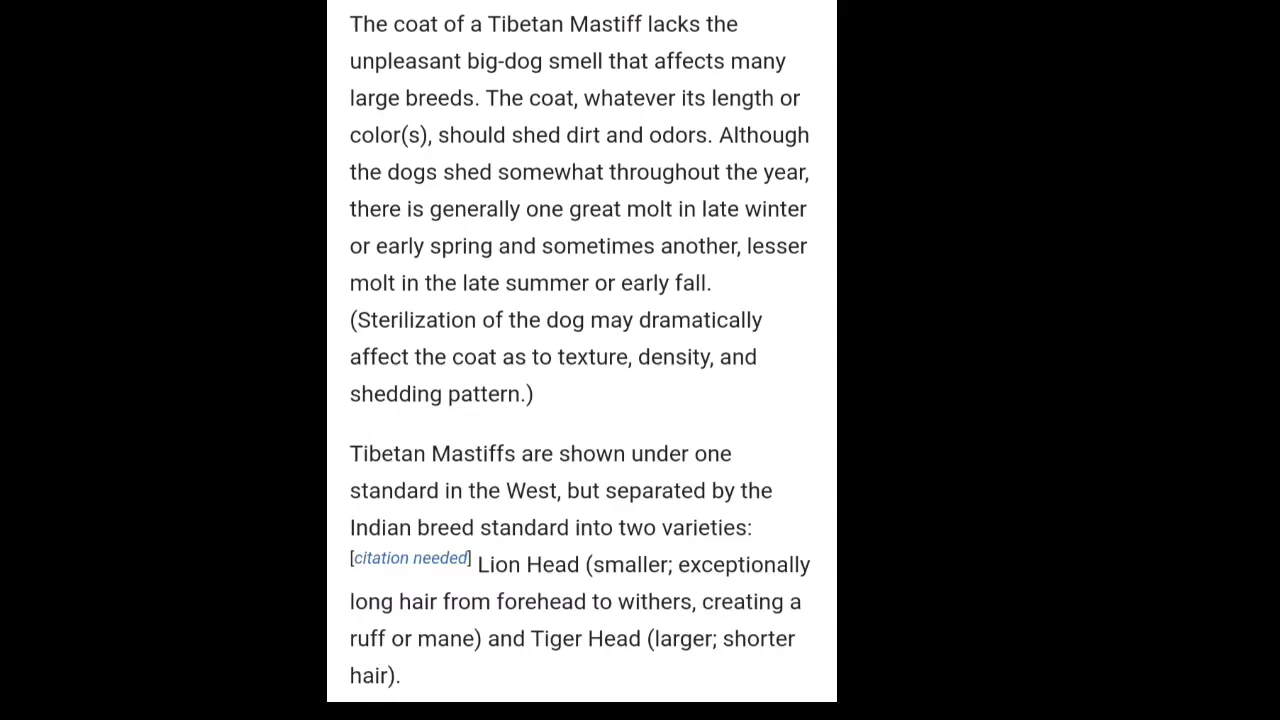 The coat of a Tibetan Mastiff lacks the
unpleasant big-dog smell that affects many
large breeds. The coat, whatever its length or
color(s), should shed dirt and odors. Although
the dogs shed somewhat throughout the year,
there is generally one great molt in late winter
or early spring and sometimes another, lesser
molt in the late summer or early fall.
(Sterilization of the dog may dramatically
affect the coat as to texture, density, and
shedding pattern.)
Tibetan Mastiffs are shown under one
standard in the West, but separated by the
Indian breed standard into two varieties:
[citation needed] Lion Head (smaller; exceptionally
long hair from forehead to withers, creating a
ruff or mane) and Tiger Head (larger; shorter
hair).